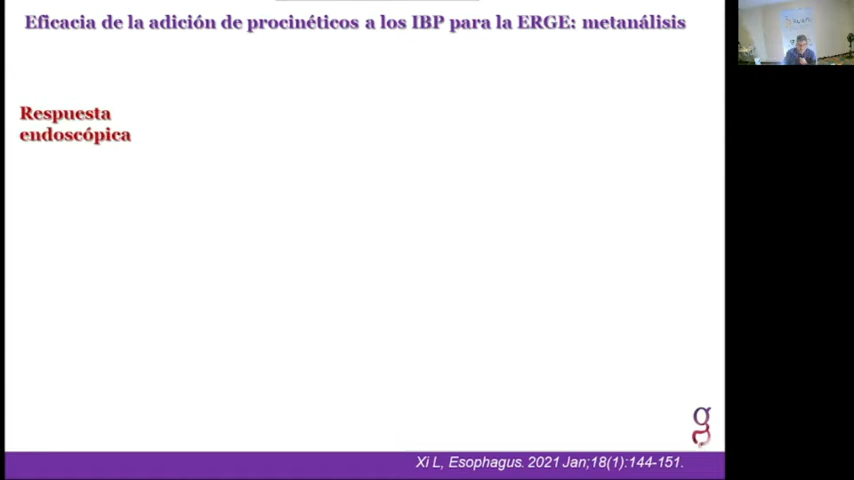 Eficacia de la adición de procinéticos a los IBP para la ERGE: metanálisis
Respuesta
endoscópica
Xi L, Esophagus. 2021 Jan;18(1):144-151.